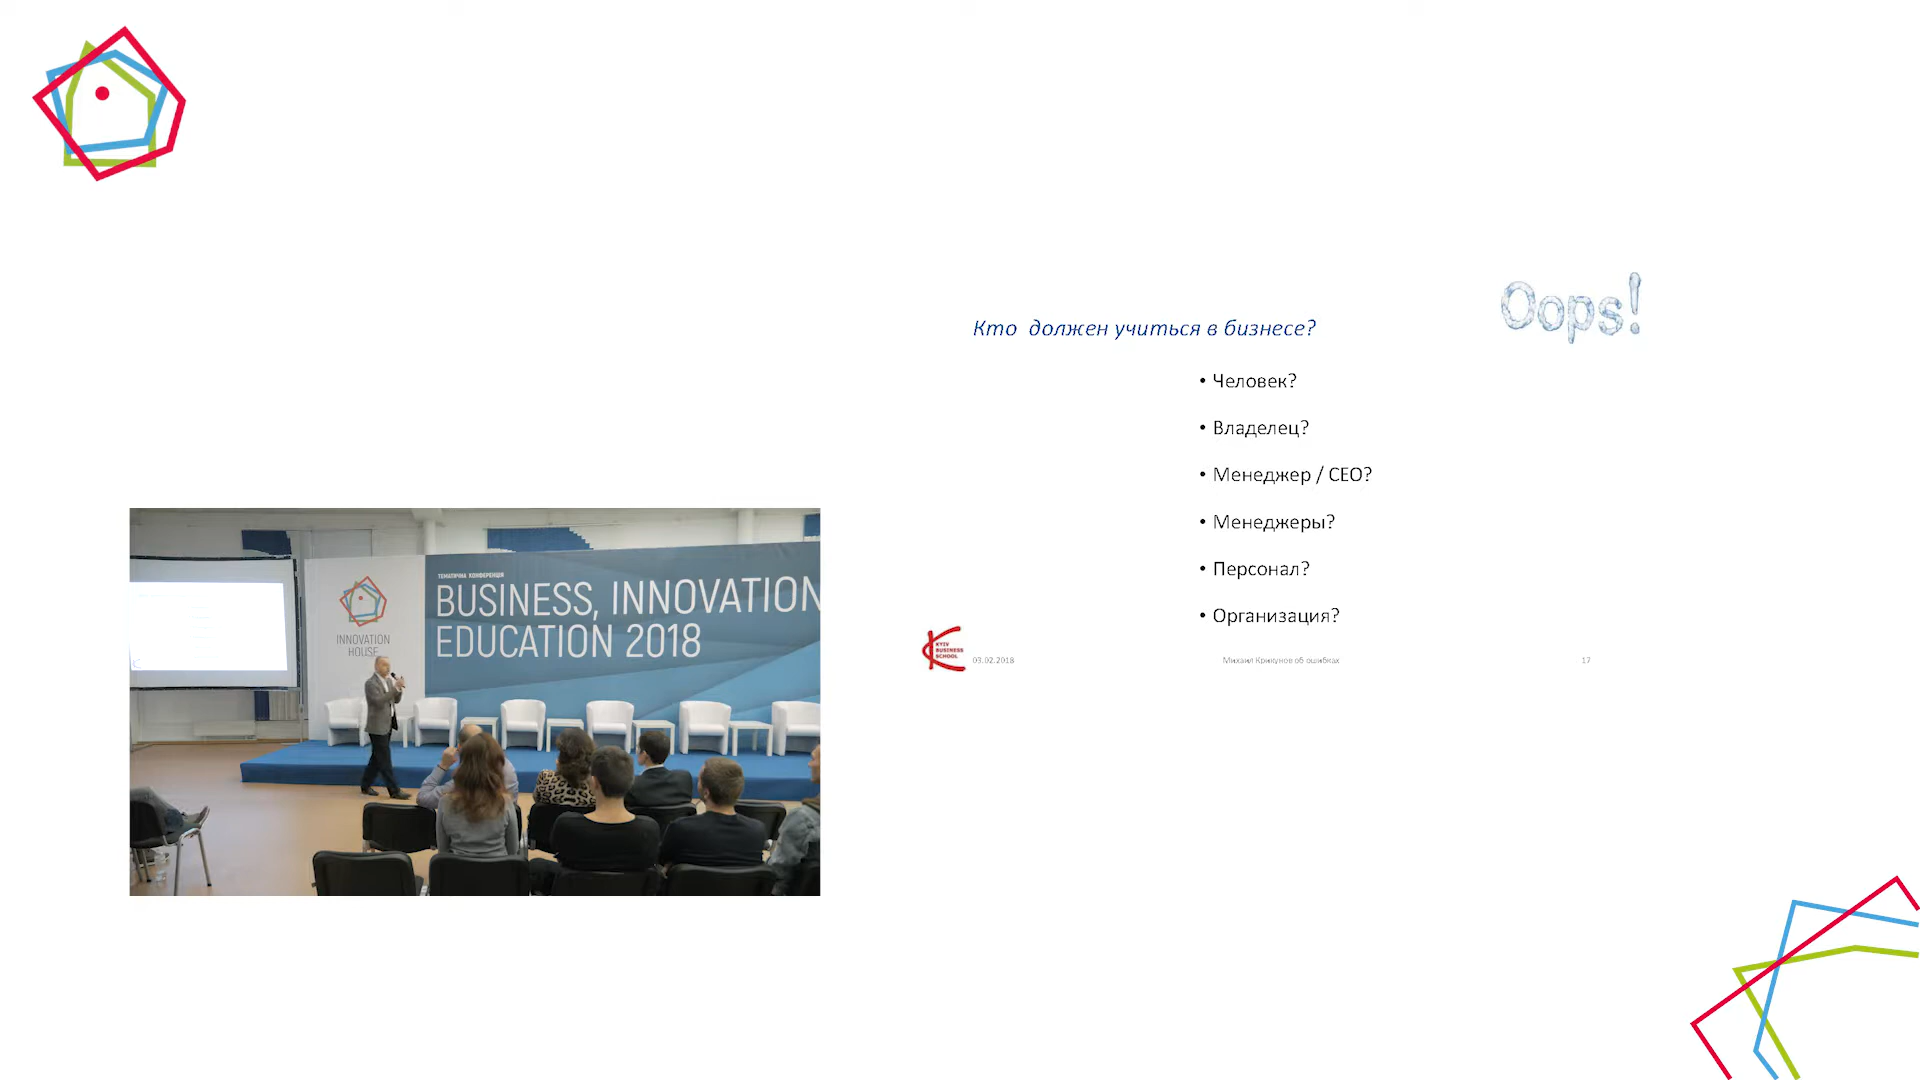 ТЕМАТИЧНА КОНФЕРЕНЦІЯ
BUSINESS, INNOVATION
EDUCATION 2018
INNOVATION
HOUSE
Oops!
Кто должен учиться в бизнесе?
• Человек?
• Владелец?
• Менеджер / CEO?
• Менеджеры?
• Персонал?
• Организация?
KYIV
BUSINESS
SCHOOL
03.02.2018
Михаил Крикунов об ошибках
17